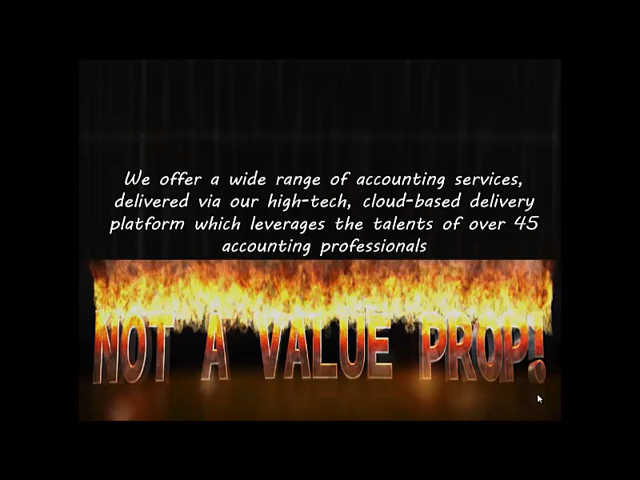 We offer a wide range of accounting services,
delivered via our high-tech, cloud-based delivery
platform which leverages the talents of over 45
accounting professionals
NOT A VALUE PROP!